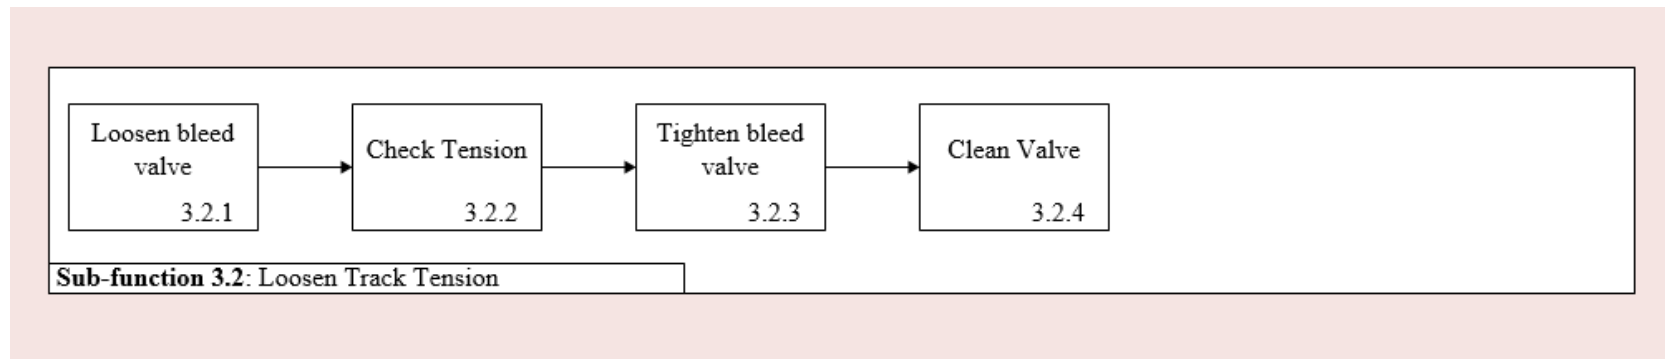 Loosen bleed
valve
3.2.1
Check Tension
3.2.2
Tighten bleed
valve
3.2.3
Clean Valve
3.2.4
Sub-function 3.2: Loosen Track Tension